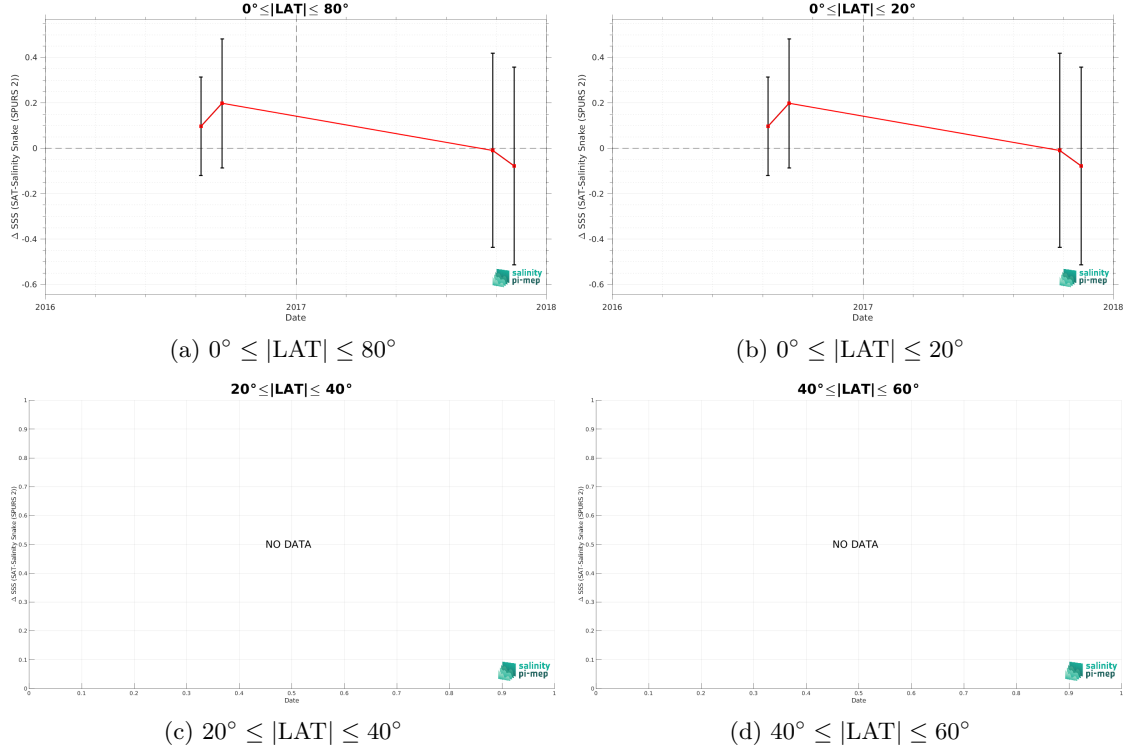 0°≤|LAT|≤ 80°
Δ SSS (SAT-Salinity Snake (SPURS 2))
0.4
0.2
0
-0.2
-0.4
-0.6
2016
2017
2018
Date
salinity
pi-mep
(a) 0° ≤ |LAT| ≤ 80°
0°≤|LAT|≤ 20°
Δ SSS (SAT-Salinity Snake (SPURS 2))
0.4
0.2
0
-0.2
-0.4
-0.6
2016
2017
2018
Date
salinity
pi-mep
(b) 0° ≤ |LAT| ≤ 20°
20°≤|LAT|≤ 40°
Δ SSS (SAT-Salinity Snake (SPURS 2))
1
0.9
0.8
0.7
0.6
0.5
0.4
0.3
0.2
0.1
0
NO DATA
0 0.1 0.2 0.3 0.4 0.5 0.6 0.7 0.8 0.9 1
Date
salinity
pi-mep
(c) 20° ≤ |LAT| ≤ 40°
40°≤|LAT|≤ 60°
Δ SSS (SAT-Salinity Snake (SPURS 2))
1
0.9
0.8
0.7
0.6
0.5
0.4
0.3
0.2
0.1
0
NO DATA
0 0.1 0.2 0.3 0.4 0.5 0.6 0.7 0.8 0.9 1
Date
salinity
pi-mep
(d) 40° ≤ |LAT| ≤ 60°